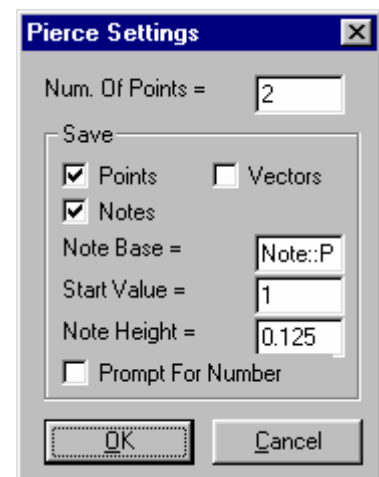 Pierce Settings
Num. Of Points = 2
Save
Points Vectors
Notes
Note Base = Note::P
Start Value = 1
Note Height = 0.125
Prompt For Number
OK Cancel